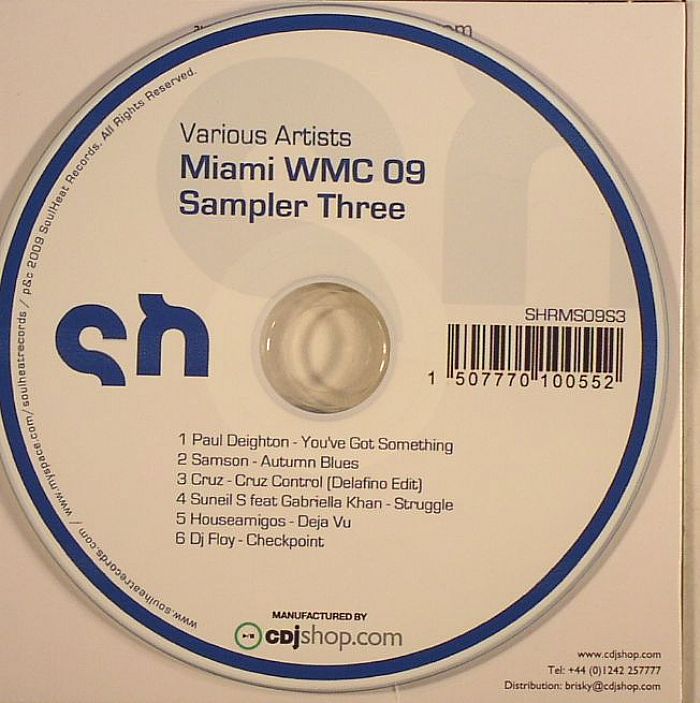 Various Artists
Miami WMC 09
Sampler Three
SHRMS09S3
1 507770 100552
1 Paul Deighton - You've Got Something
2 Samson - Autumn Blues
3 Cruz - Cruz Control (Delafino Edit)
4 Suneil S feat Gabriella Khan - Struggle
5 Houseamigos - Deja Vu
6 Dj Floy - Checkpoint
MANUFACTURED BY
CDjshop.com
www.soulheatrecords.com / www.myspace.com/soulheatrecords / p&c 2009 SoulHeat Records. All Rights Reserved.
www.cdjshop.com
Tel: +44 (0)1242 257777
Distribution: brisky@cdjshop.com